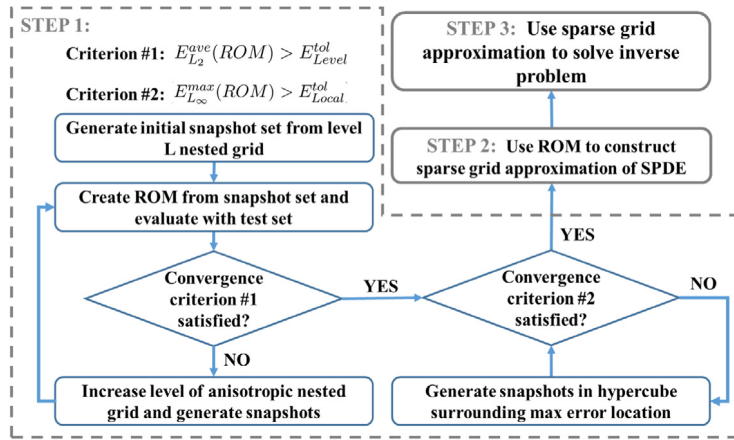 STEP 1:
Criterion #1: $E_{L_2}^{ave}(ROM) > E_{Level}^{tol}$
Criterion #2: $E_{L_\infty}^{max}(ROM) > E_{Local}^{tol}$
Generate initial snapshot set from level
L nested grid
Create ROM from snapshot set and
evaluate with test set
Convergence
criterion #1
satisfied?
YES
NO
Increase level of anisotropic nested
grid and generate snapshots
Convergence
criterion #2
satisfied?
YES
NO
Generate snapshots in hypercube
surrounding max error location
STEP 2: Use ROM to construct
sparse grid approximation of SPDE
STEP 3: Use sparse grid
approximation to solve inverse
problem